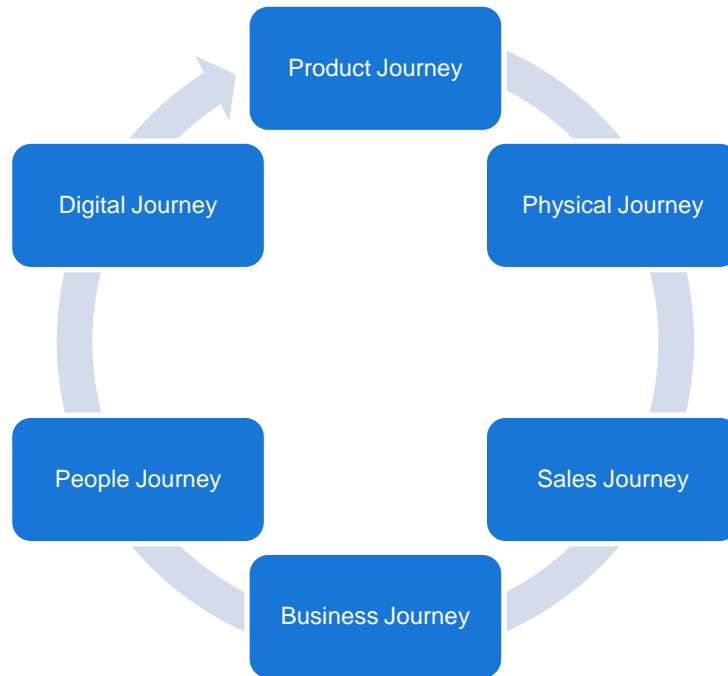 Product Journey
Physical Journey
Sales Journey
Business Journey
People Journey
Digital Journey